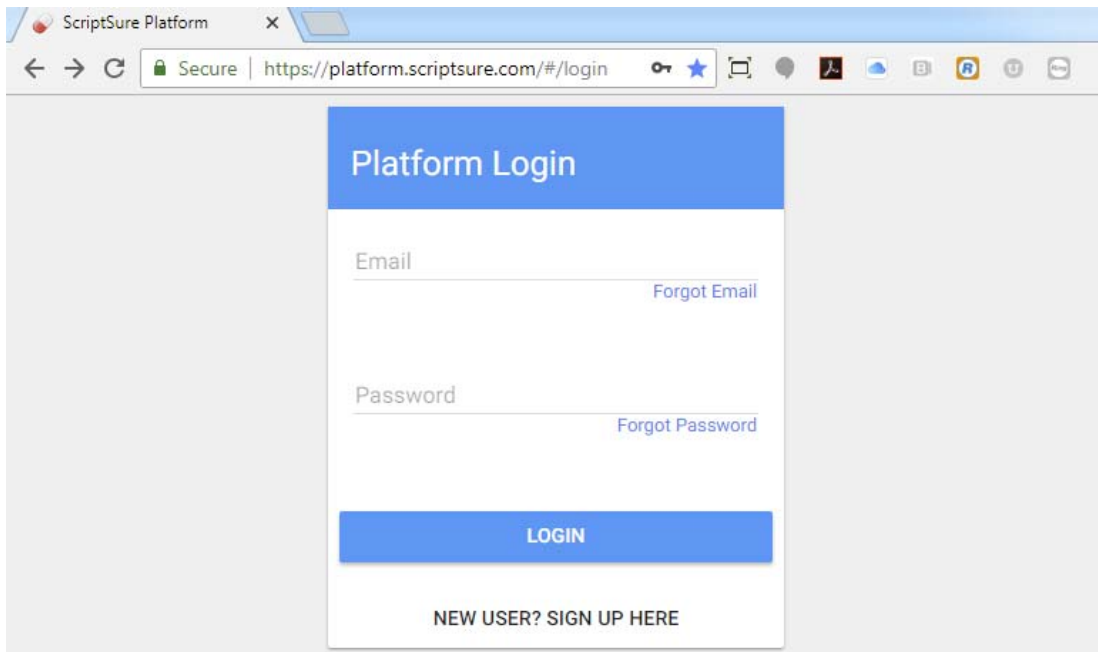 ScriptSure Platform
Secure | https://platform.scriptsure.com/#/login
Platform Login
Email
Forgot Email
Password
Forgot Password
LOGIN
NEW USER? SIGN UP HERE